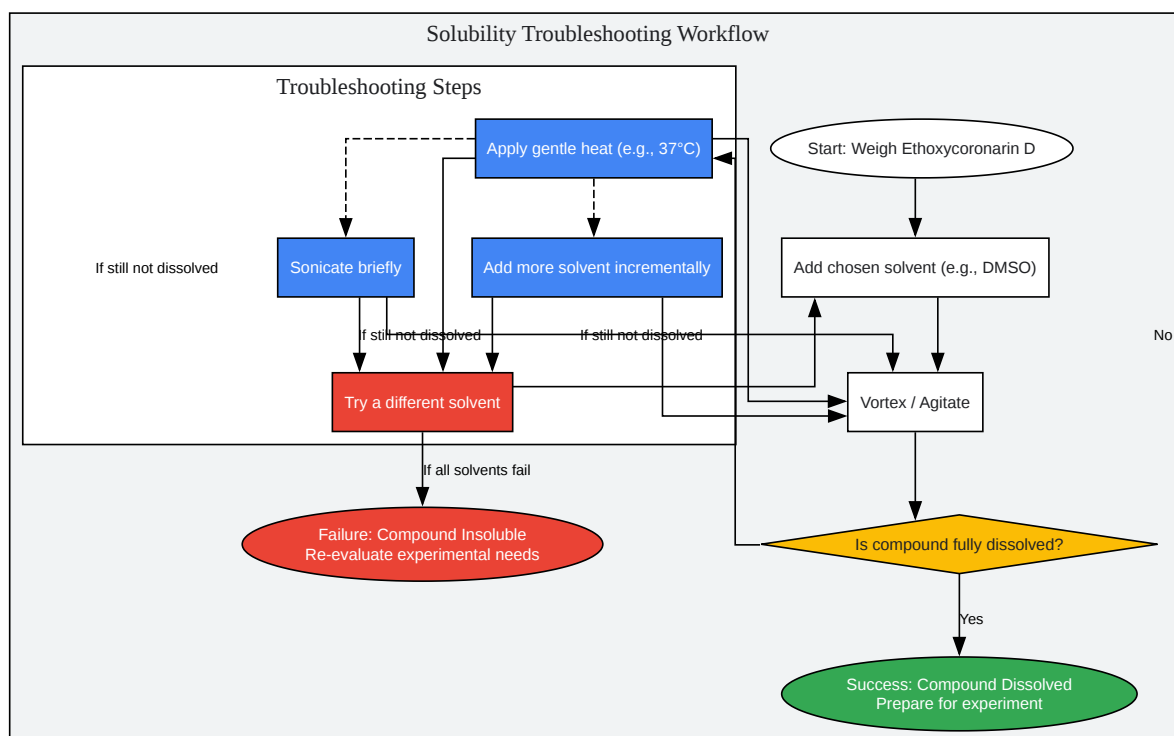 Solubility Troubleshooting Workflow
Troubleshooting Steps
Apply gentle heat (e.g., 37°C)
Start: Weigh Ethoxycoronarin D
If still not dissolved
Sonicate briefly
Add more solvent incrementally
Add chosen solvent (e.g., DMSO)
If still not dissolved
If still not dissolved
No
Try a different solvent
Vortex / Agitate
If all solvents fail
Failure: Compound Insoluble
Re-evaluate experimental needs
Is compound fully dissolved?
Yes
Success: Compound Dissolved
Prepare for experiment